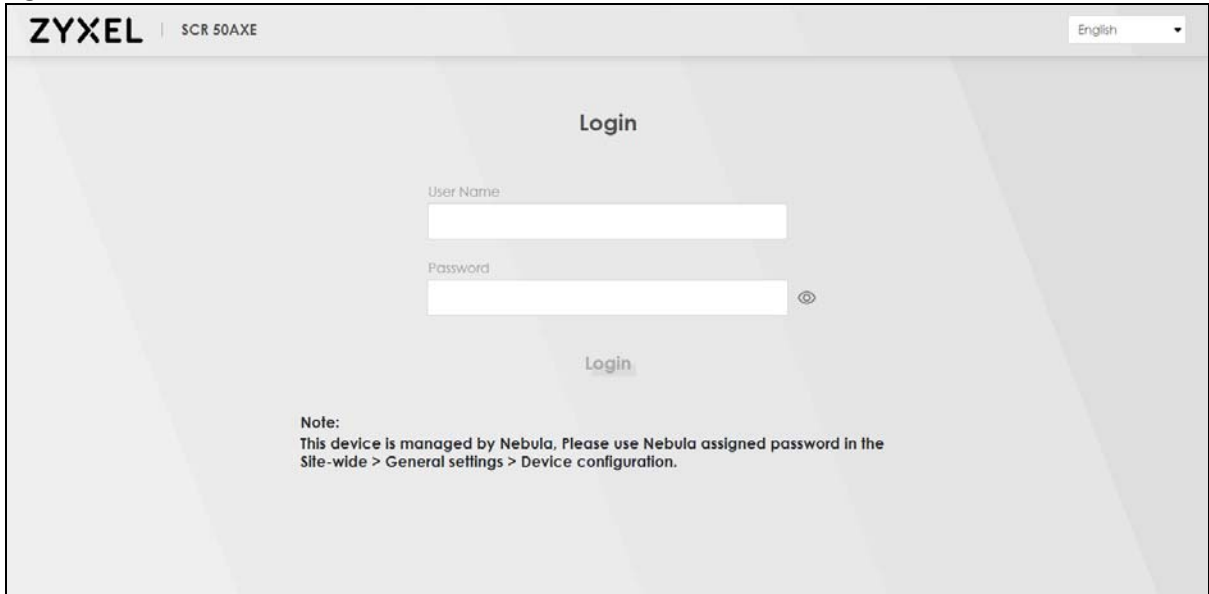 ZYXEL SCR 50AXE English
Login
User Name
Password
Login
Note:
This device is managed by Nebula, Please use Nebula assigned password in the
Site-wide > General settings > Device configuration.